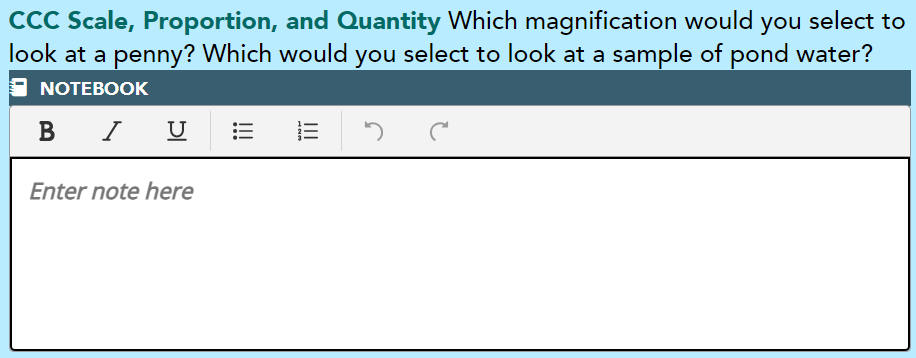 CCC Scale, Proportion, and Quantity Which magnification would you select to
look at a penny? Which would you select to look at a sample of pond water?
NOTEBOOK
B I U
Enter note here